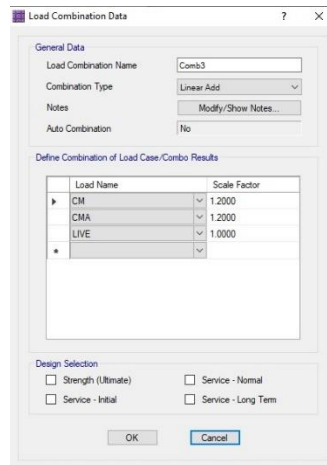 Load Combination Data ? X
General Data
Load Combination Name Comb3
Combination Type Linear Add
Notes Modify/Show Notes...
Auto Combination No
Define Combination of Load Case/Combo Results
Load Name Scale Factor
CM 1.2000
CMA 1.2000
LIVE 1.0000
Design Selection
Strength (Ultimate) Service - Normal
Service - Initial Service - Long Term
OK Cancel